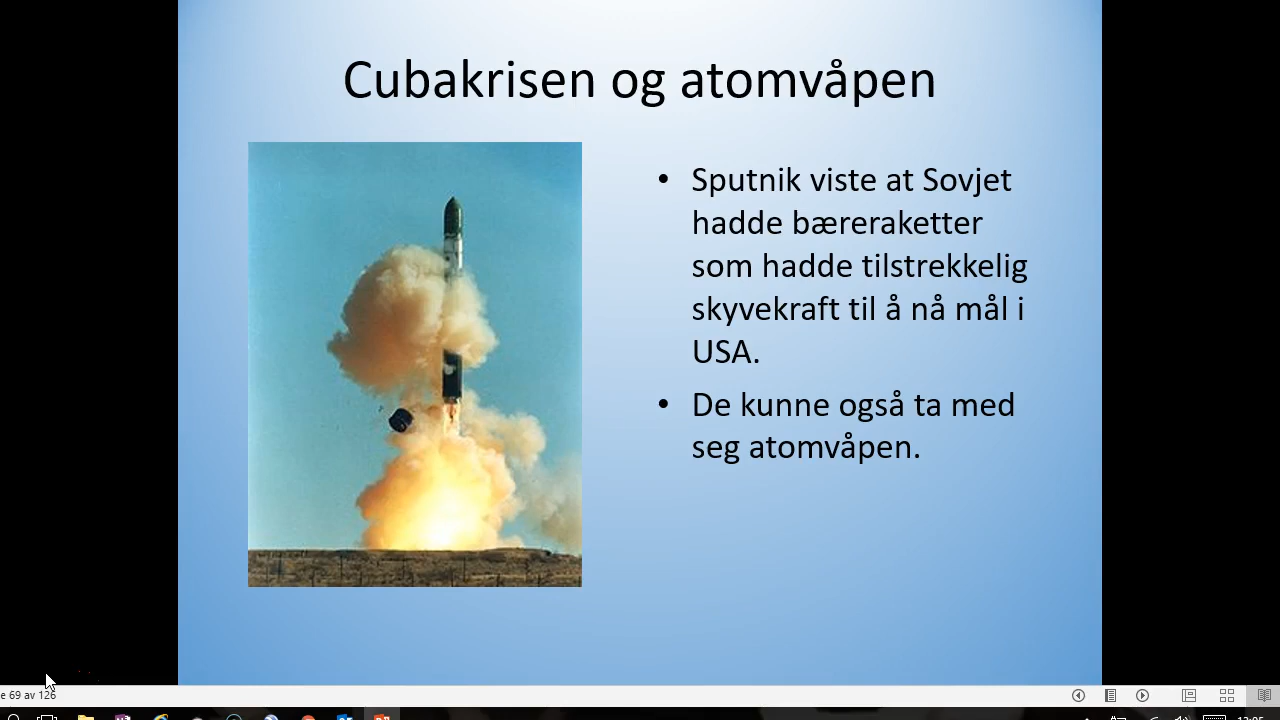 Cubakrisen og atomvåpen
• Sputnik viste at Sovjet
hadde bæreraketter
som hadde tilstrekkelig
skyvekraft til å nå mål i
USA.
• De kunne også ta med
seg atomvåpen.
e 69 av 126